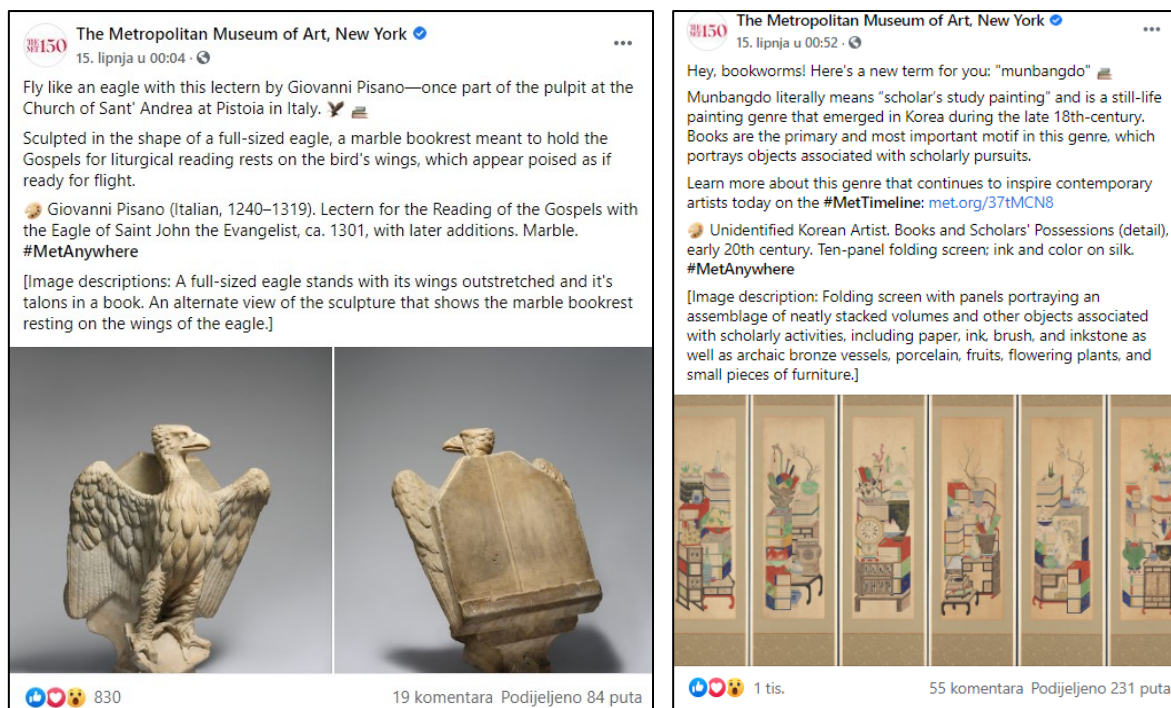 THE MET 150
The Metropolitan Museum of Art, New York
15. lipnja u 00:04 ·
Fly like an eagle with this lectern by Giovanni Pisano—once part of the pulpit at the
Church of Sant' Andrea at Pistoia in Italy.
Sculpted in the shape of a full-sized eagle, a marble bookrest meant to hold the
Gospels for liturgical reading rests on the bird's wings, which appear poised as if
ready for flight.
Giovanni Pisano (Italian, 1240–1319). Lectern for the Reading of the Gospels with
the Eagle of Saint John the Evangelist, ca. 1301, with later additions. Marble.
#MetAnywhere
[Image descriptions: A full-sized eagle stands with its wings outstretched and it's
talons in a book. An alternate view of the sculpture that shows the marble bookrest
resting on the wings of the eagle.]
830
19 komentara Podijeljeno 84 puta
THE MET 150
The Metropolitan Museum of Art, New York
15. lipnja u 00:52 ·
Hey, bookworms! Here's a new term for you: "munbangdo"
Munbangdo literally means "scholar's study painting" and is a still-life
painting genre that emerged in Korea during the late 18th-century.
Books are the primary and most important motif in this genre, which
portrays objects associated with scholarly pursuits.
Learn more about this genre that continues to inspire contemporary
artists today on the #MetTimeline: met.org/37tMCN8
Unidentified Korean Artist. Books and Scholars' Possessions (detail),
early 20th century. Ten-panel folding screen; ink and color on silk.
#MetAnywhere
[Image description: Folding screen with panels portraying an
assemblage of neatly stacked volumes and other objects associated
with scholarly activities, including paper, ink, brush, and inkstone as
well as archaic bronze vessels, porcelain, fruits, flowering plants, and
small pieces of furniture.]
1 tis.
55 komentara Podijeljeno 231 puta